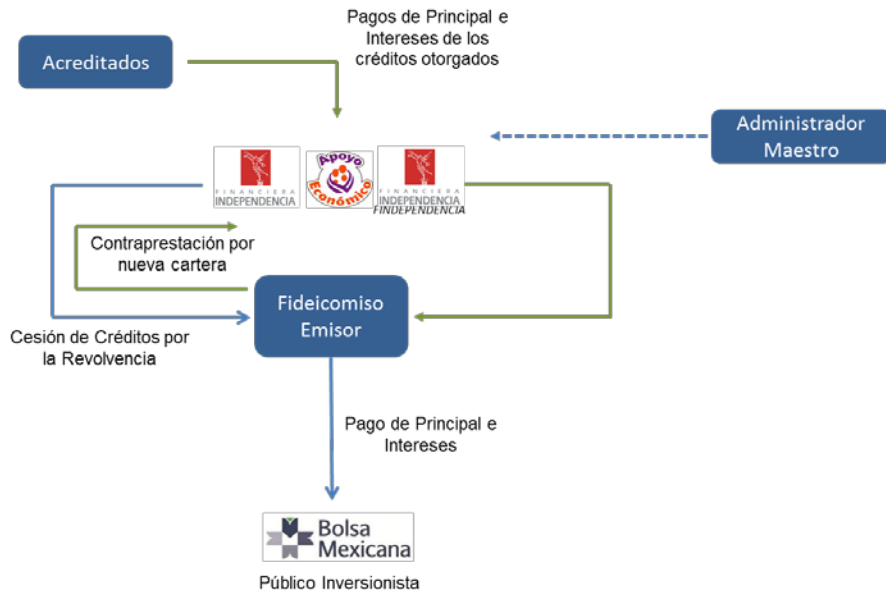 Pagos de Principal e
Intereses de los
créditos otorgados
Acreditados
Administrador
Maestro
FINANCIERA
INDEPENDENCIA
Apoyo
Económico
FINANCIERA
INDEPENDENCIA
FINDEPENDENCIA
Contraprestación por
nueva cartera
Fideicomiso
Emisor
Cesión de Créditos por
la Revolvencia
Pago de Principal e
Intereses
Bolsa
Mexicana
Público Inversionista